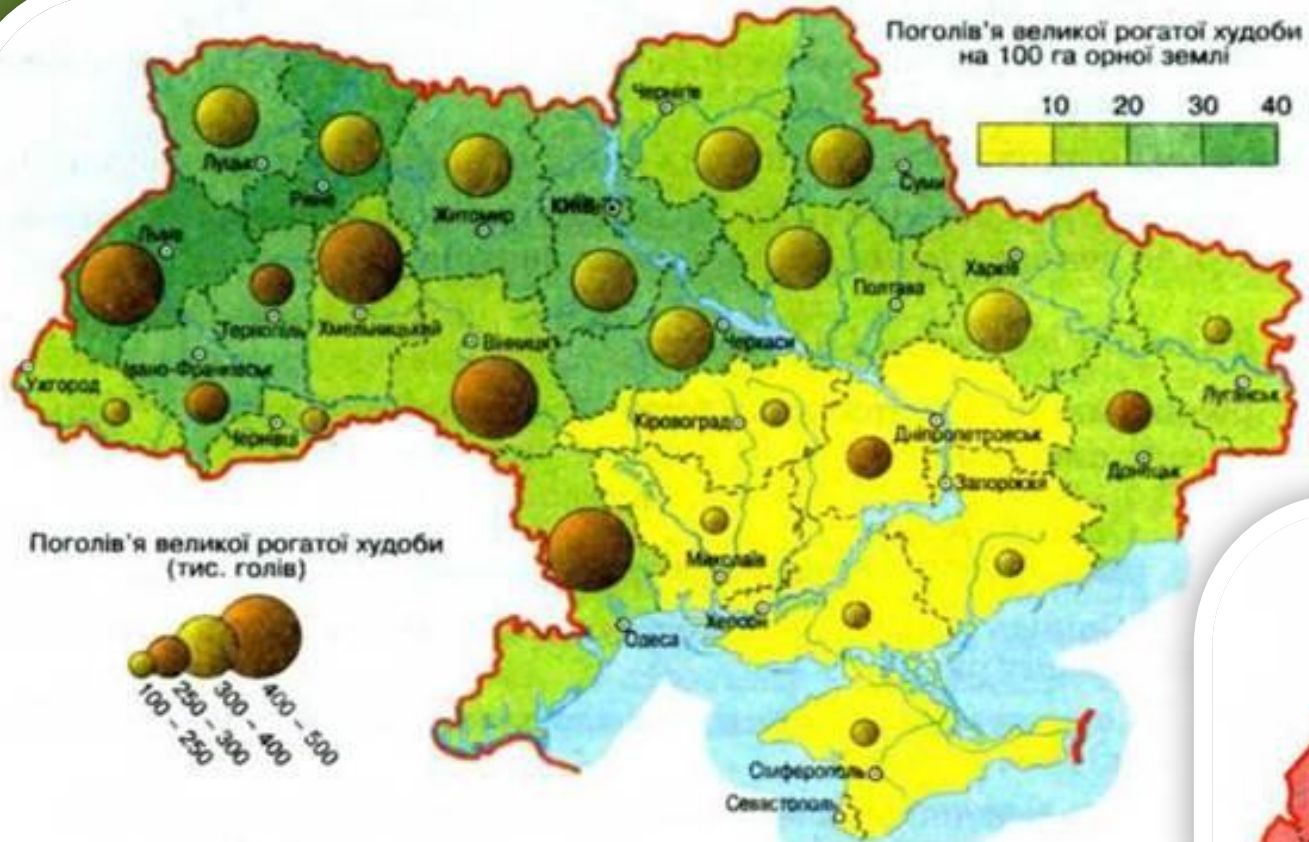 Поголів'я великої рогатої худоби
на 100 га орної землі
10 20 30 40
Чернігів
Луцьк
Суми
Рівне
Житомир
КИЇВ
Львів
Харків
Полтава
Тернопіль
Хмельницький
Вінниця
Черкаси
Івано-Франківськ
Ужгород
Луганськ
Чернівці
Кіровоград
Дніпропетровськ
Донецьк
Запоріжжя
Поголів'я великої рогатої худоби
(тис. голів)
Миколаїв
Херсон
Одеса
100 – 250
250 – 300
300 – 400
400 – 500
Сімферополь
Севастополь